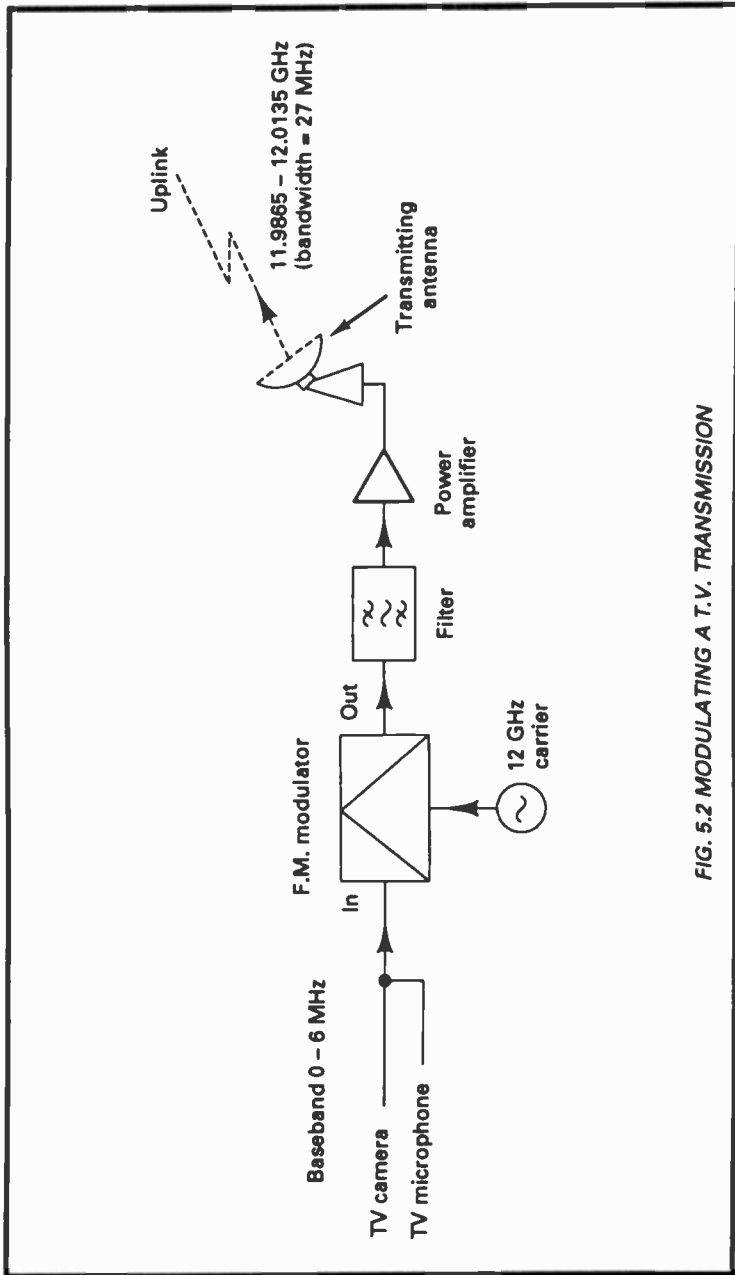 Uplink
11.9865 – 12.0135 GHz
(bandwidth = 27 MHz)
Transmitting
antenna
Power
amplifier
Filter
Out
F.M. modulator
In
12 GHz
carrier
Baseband 0 – 6 MHz
TV camera
TV microphone
FIG. 5.2 MODULATING A T.V. TRANSMISSION